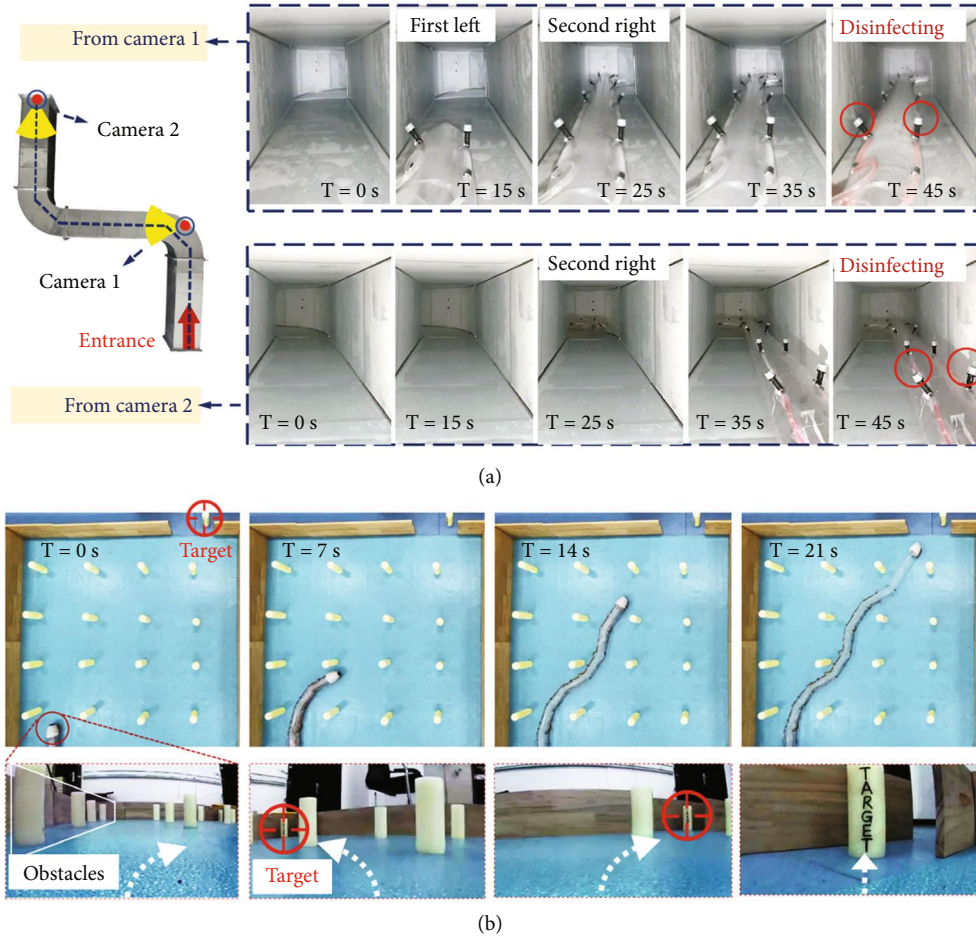 From camera 1
Camera 2
Camera 1
Entrance
From camera 2
First left
Second right
Disinfecting
T = 0 s
T = 15 s
T = 25 s
T = 35 s
T = 45 s
Second right
Disinfecting
T = 0 s
T = 15 s
T = 25 s
T = 35 s
T = 45 s
(a)
T = 0 s
Target
T = 7 s
T = 14 s
T = 21 s
Obstacles
Target
TARGET
(b)